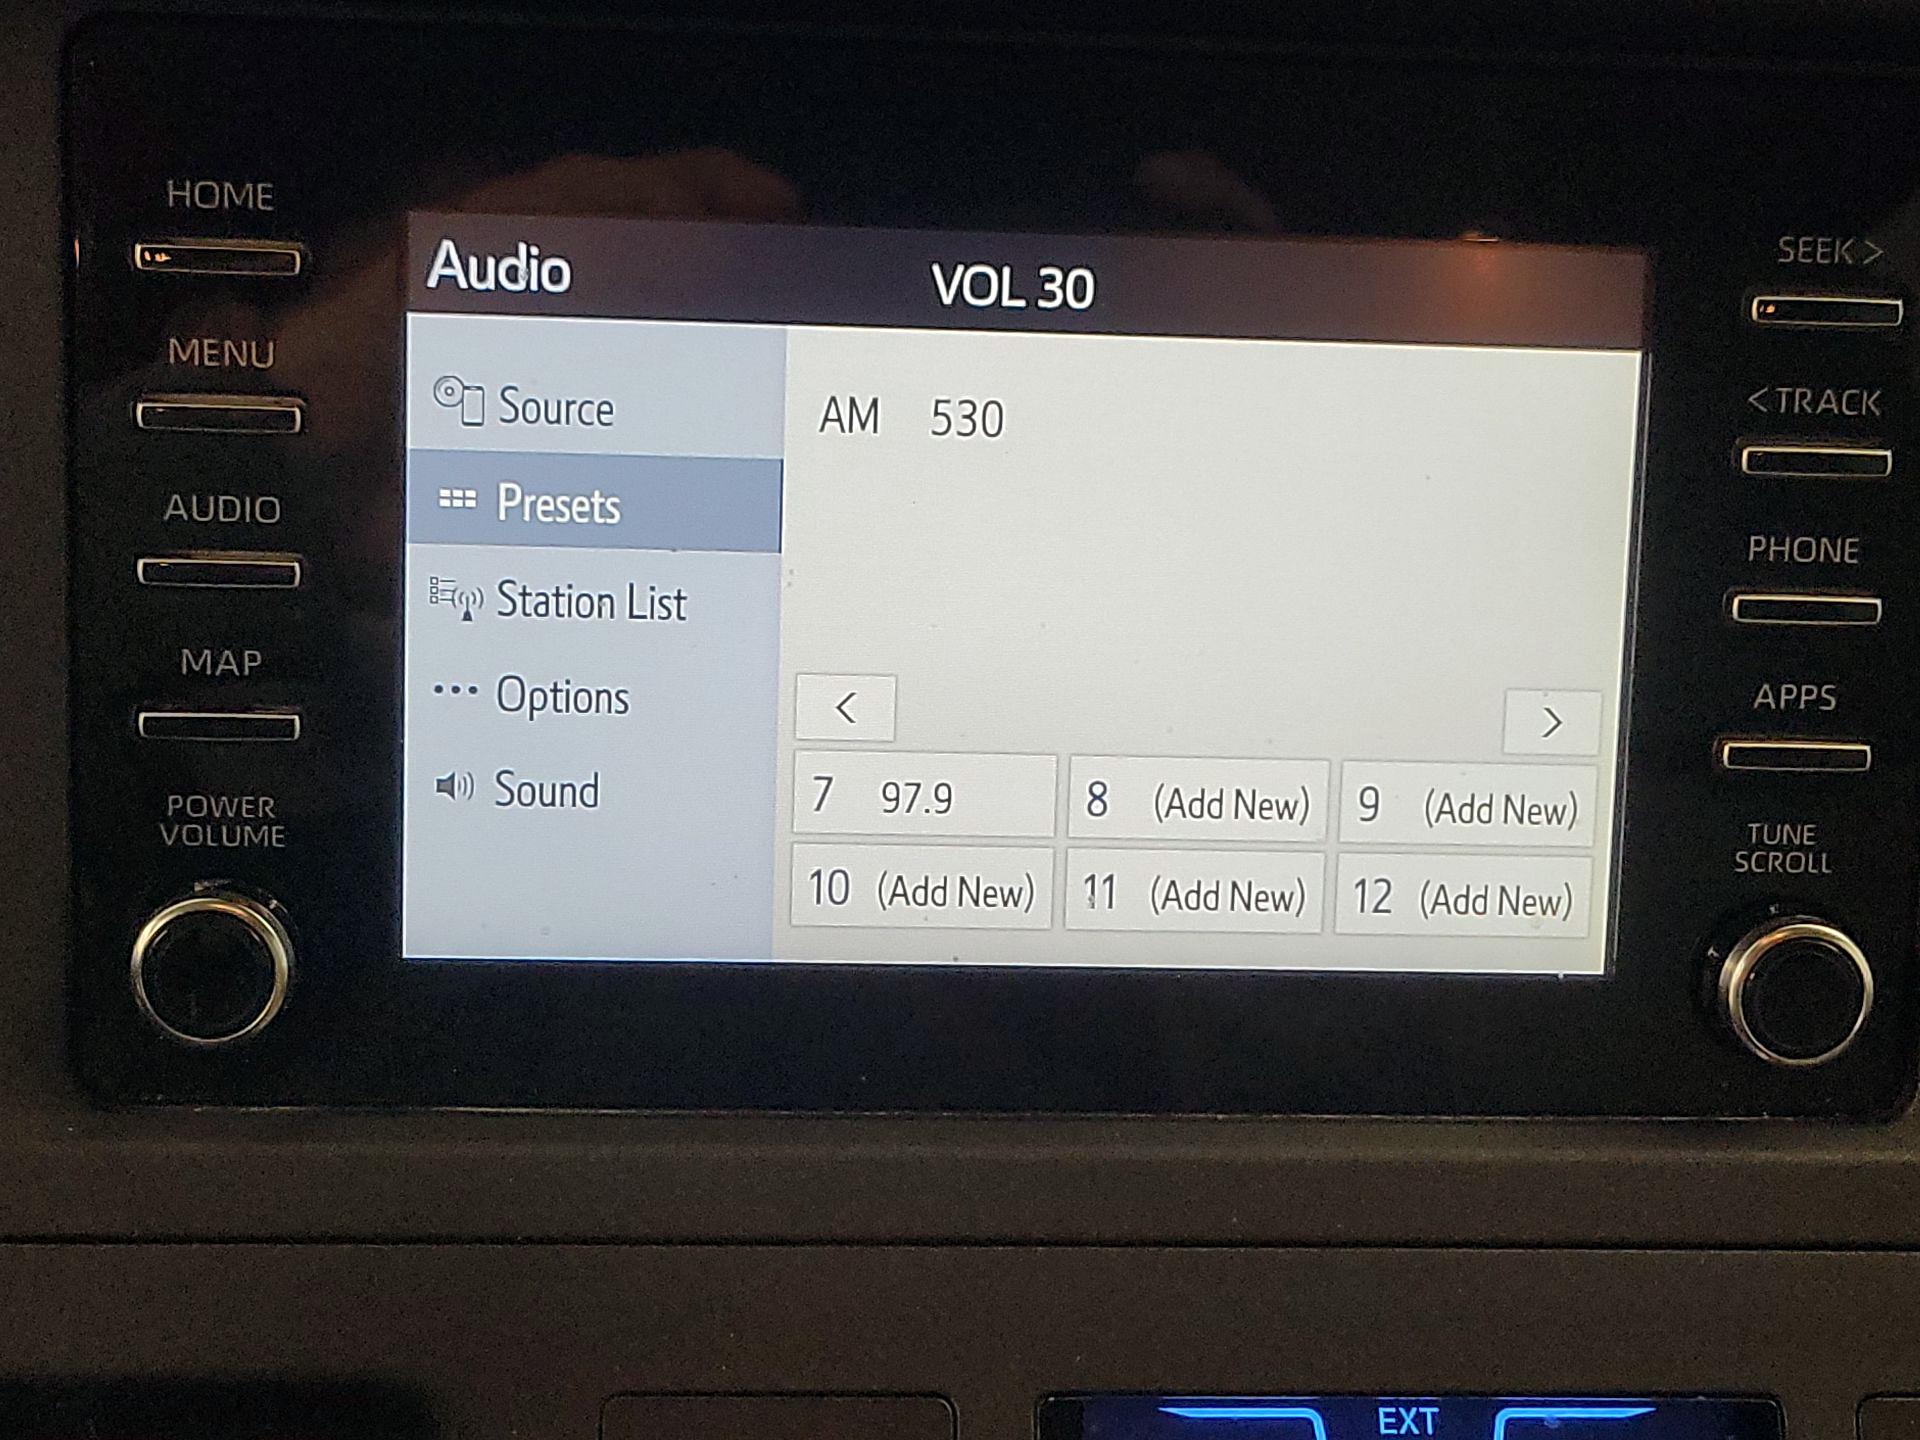 HOME
MENU
AUDIO
MAP
POWER
VOLUME
Audio VOL 30
Source
Presets
Station List
Options
Sound
AM 530
<
>
7 97.9
8 (Add New)
9 (Add New)
10 (Add New)
11 (Add New)
12 (Add New)
SEEK >
< TRACK
PHONE
APPS
TUNE
SCROLL
EXT